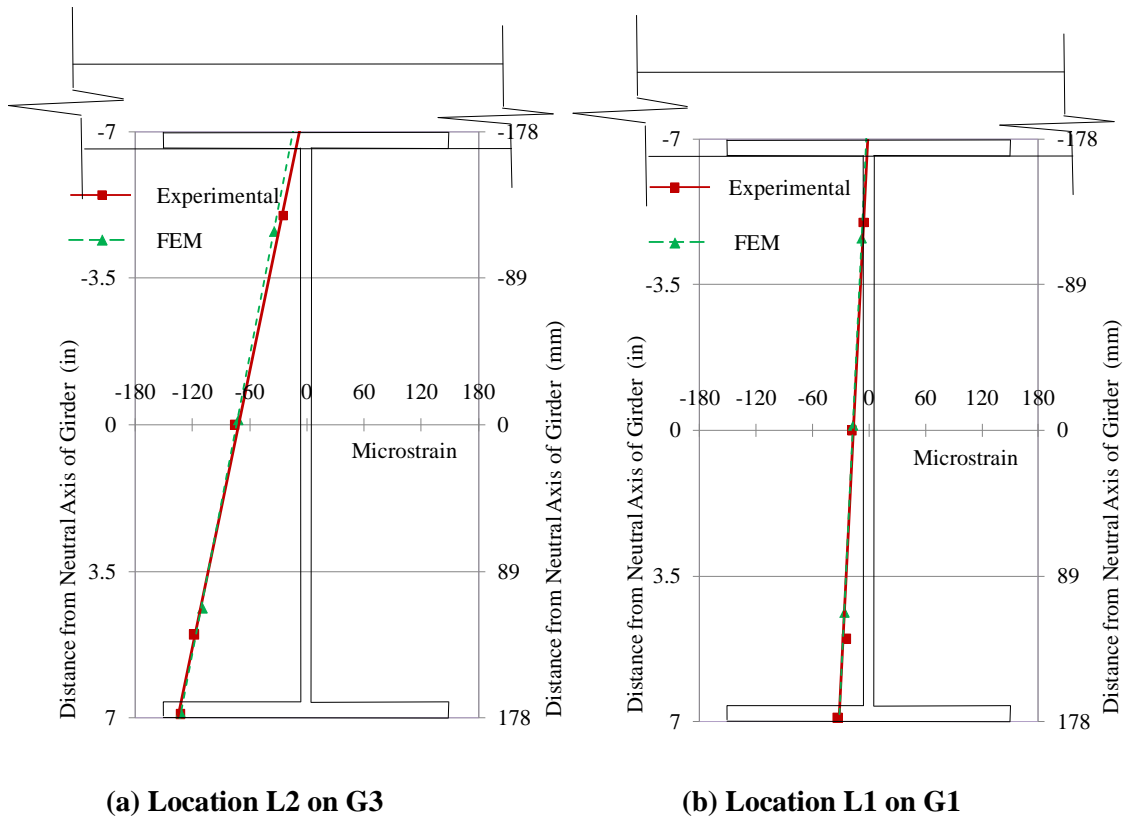 -7
-178
Experimental
FEM
-3.5
-89
-180 -120 -60 0 60 120 180
0
0
Microstrain
3.5
89
7
178
Distance from Neutral Axis of Girder (in)
Distance from Neutral Axis of Girder (mm)
(a) Location L2 on G3
-7
-178
Experimental
FEM
-3.5
-89
-180 -120 -60 0 60 120 180
0
0
Microstrain
3.5
89
7
178
Distance from Neutral Axis of Girder (in)
Distance from Neutral Axis of Girder (mm)
(b) Location L1 on G1